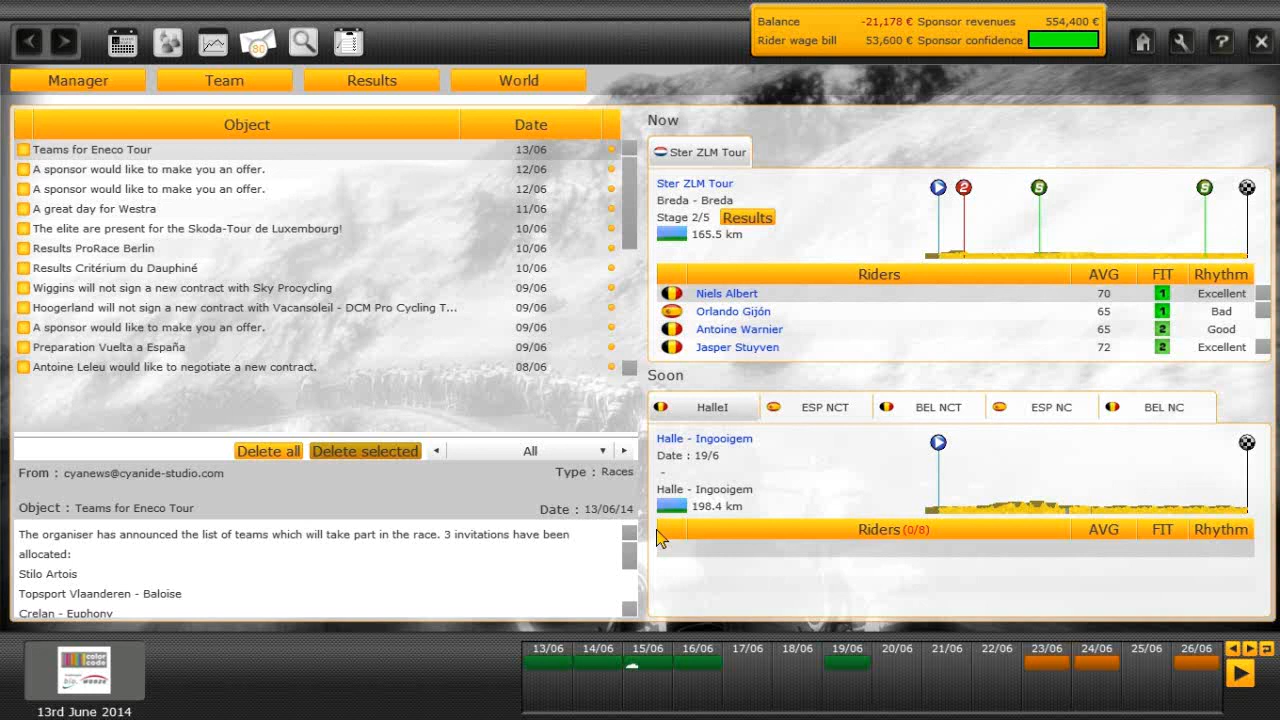 Balance -21,178 € Sponsor revenues 554,400 €
Rider wage bill 53,600 € Sponsor confidence
80
Manager Team Results World
Object Date
Teams for Eneco Tour 13/06
A sponsor would like to make you an offer. 12/06
A sponsor would like to make you an offer. 12/06
A great day for Westra 11/06
The elite are present for the Skoda-Tour de Luxembourg! 10/06
Results ProRace Berlin 10/06
Results Critérium du Dauphiné 10/06
Wiggins will not sign a new contract with Sky Procycling 09/06
Hoogerland will not sign a new contract with Vacansoleil - DCM Pro Cycling T... 09/06
A sponsor would like to make you an offer. 09/06
Preparation Vuelta a España 09/06
Antoine Leleu would like to negotiate a new contract. 08/06
Delete all Delete selected All
From : cyanews@cyanide-studio.com Type : Races
Object : Teams for Eneco Tour Date : 13/06/14
The organiser has announced the list of teams which will take part in the race. 3 invitations have been
allocated:
Stilo Artois
Topsport Vlaanderen - Baloise
Crelan - Euphony
Now
Ster ZLM Tour
Ster ZLM Tour
Breda - Breda
Stage 2/5 Results
165.5 km
2 S S
Riders AVG FIT Rhythm
Niels Albert 70 1 Excellent
Orlando Gijón 65 1 Bad
Antoine Warnier 65 2 Good
Jasper Stuyven 72 2 Excellent
Soon
HalleI ESP NCT BEL NCT ESP NC BEL NC
Halle - Ingooigem
Date : 19/6
-
Halle - Ingooigem
198.4 km
Riders (0/8) AVG FIT Rhythm
color code
wanze
13rd June 2014
13/06 14/06 15/06 16/06 17/06 18/06 19/06 20/06 21/06 22/06 23/06 24/06 25/06 26/06